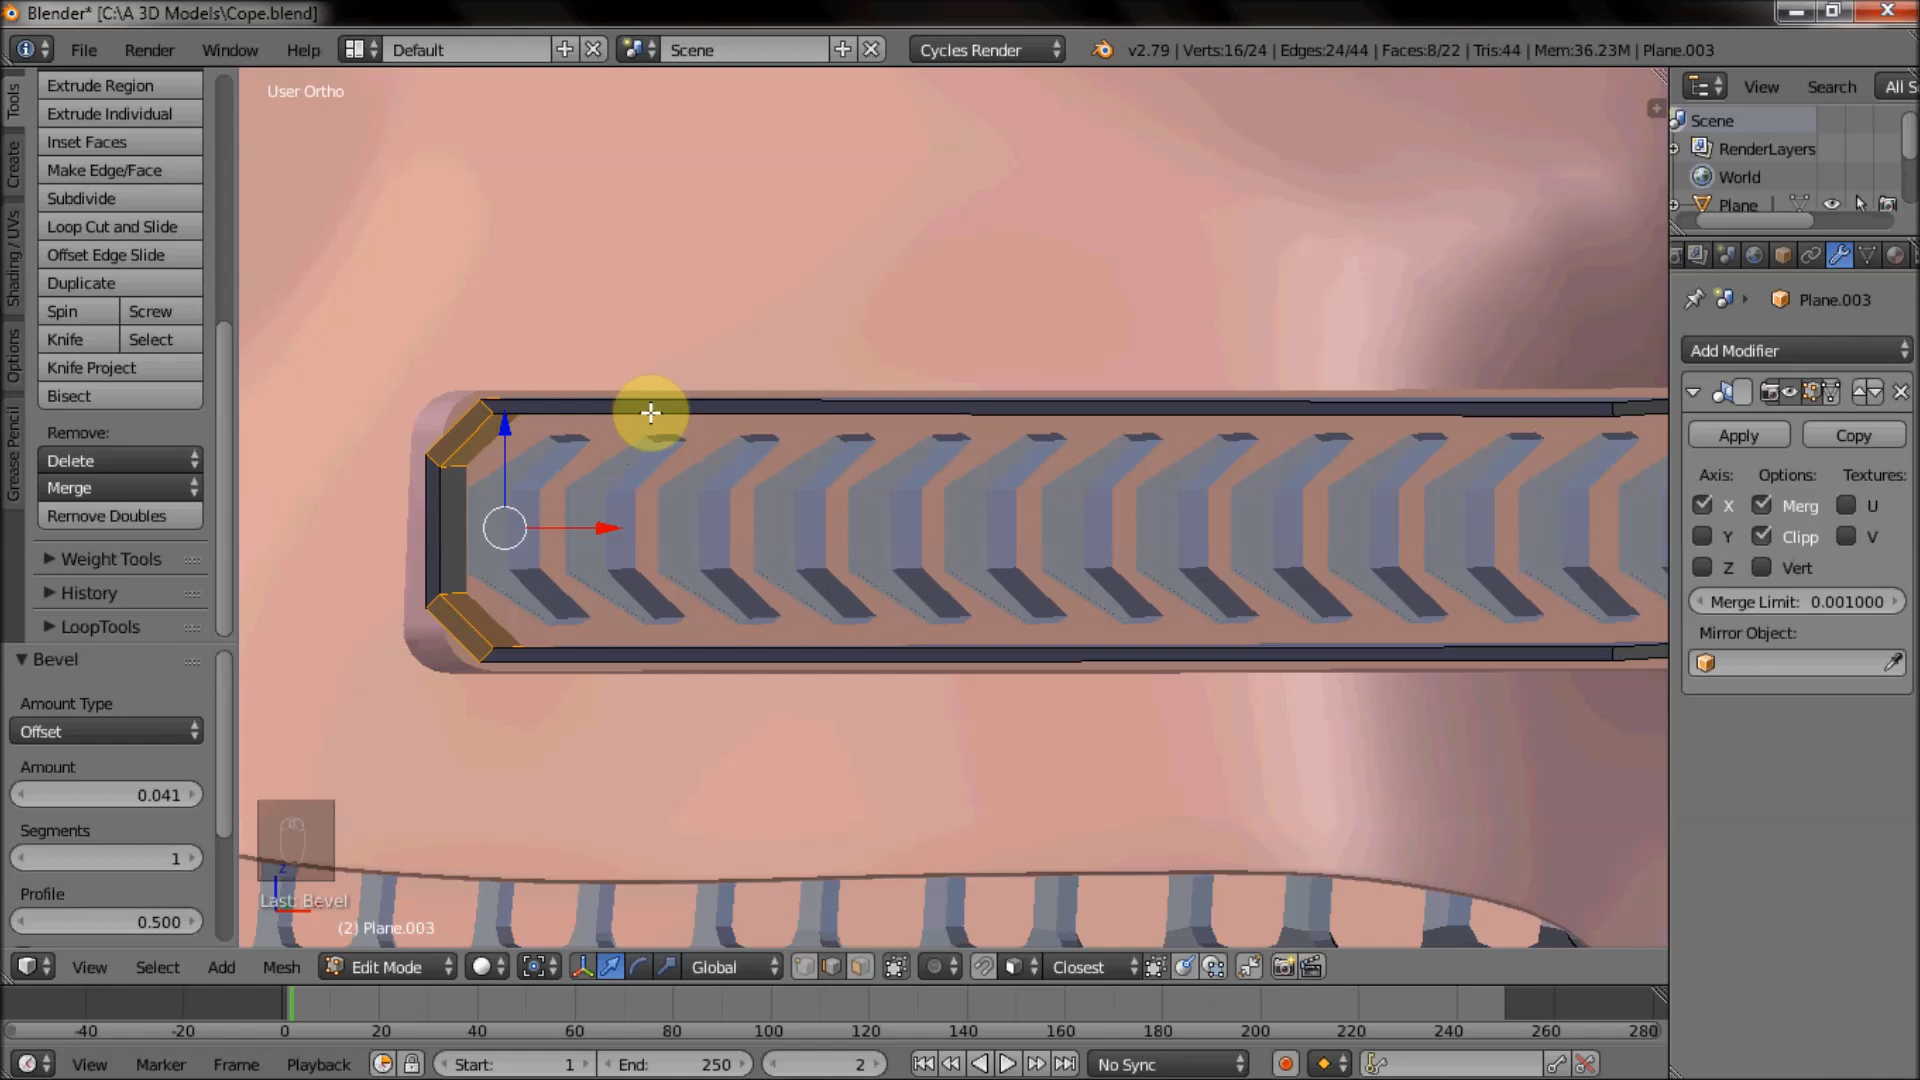 Blender* [C:\A 3D Models\Cope.blend]
File Render Window Help Default Scene Cycles Render v2.79 | Verts:16/24 | Edges:24/44 | Faces:8/22 | Tris:44 | Mem:36.23M | Plane.003
Extrude Region
Extrude Individual
Inset Faces
Make Edge/Face
Subdivide
Loop Cut and Slide
Offset Edge Slide
Duplicate
Spin Screw
Knife Select
Knife Project
Bisect
Remove:
Delete
Merge
Remove Doubles
Weight Tools
History
LoopTools
Tools
Create
Shading / UVs
Options
Grease Pencil
Bevel
Amount Type
Offset
Amount
0.041
Segments
1
Profile
0.500
User Ortho
z
Last: Bevel
(2) Plane.003
View Search All S
Scene
RenderLayers
World
Plane
Plane.003
Add Modifier
Apply Copy
Axis: Options: Textures:
X Merg U
Y Clipp V
Z Vert
Merge Limit: 0.001000
Mirror Object:
View Select Add Mesh Edit Mode Global Closest
-40 -20 0 20 40 60 80 100 120 140 160 180 200 220 240 260 280
View Marker Frame Playback Start: 1 End: 250 2 No Sync